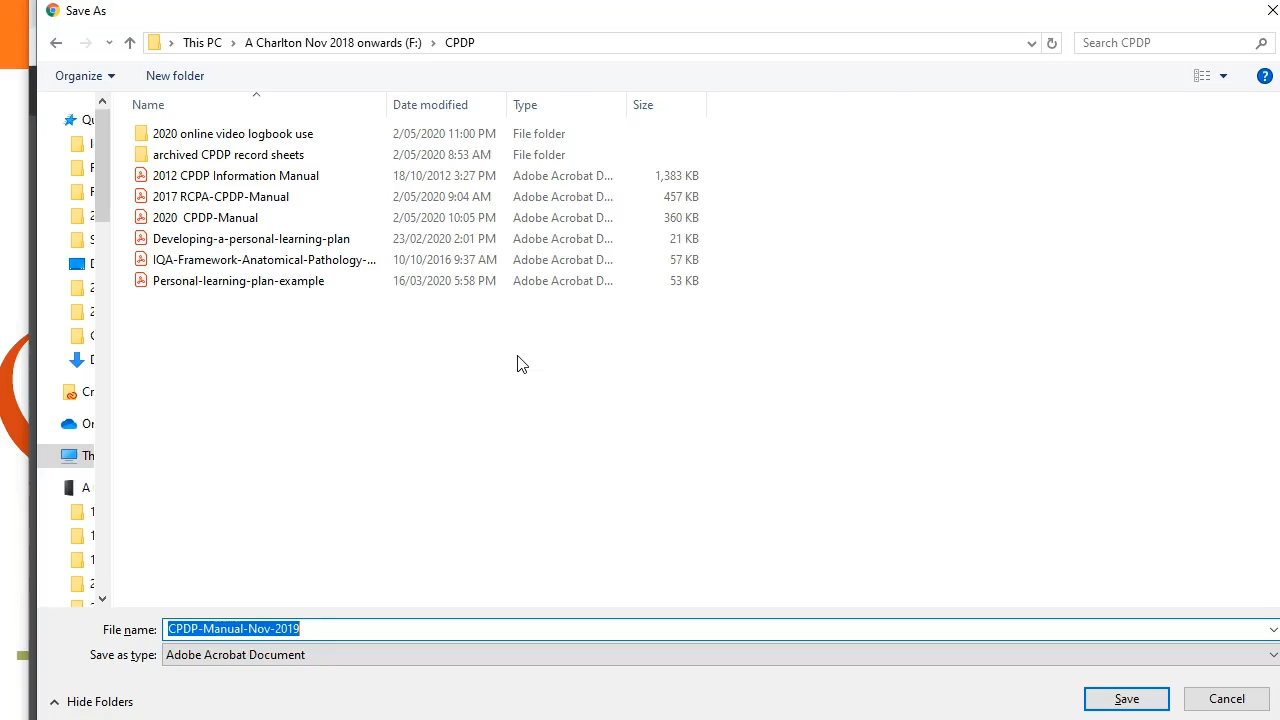 Save As
This PC > A Charlton Nov 2018 onwards (F:) > CPDP
Search CPDP
Organize
New folder
?
Name Date modified Type Size
2020 online video logbook use 2/05/2020 11:00 PM File folder
archived CPDP record sheets 2/05/2020 8:53 AM File folder
2012 CPDP Information Manual 18/10/2012 3:27 PM Adobe Acrobat D... 1,383 KB
2017 RCPA-CPDP-Manual 2/05/2020 9:04 AM Adobe Acrobat D... 457 KB
2020 CPDP-Manual 2/05/2020 10:05 PM Adobe Acrobat D... 360 KB
Developing-a-personal-learning-plan 23/02/2020 2:01 PM Adobe Acrobat D... 21 KB
IQA-Framework-Anatomical-Pathology-... 10/10/2016 9:37 AM Adobe Acrobat D... 57 KB
Personal-learning-plan-example 16/03/2020 5:58 PM Adobe Acrobat D... 53 KB
Cr
Or
Th
A
1
1
1
2
File name: CPDP-Manual-Nov-2019
Save as type: Adobe Acrobat Document
Hide Folders
Save
Cancel